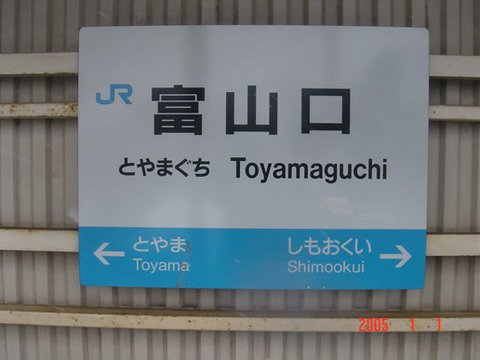 JR 富山口
とやまぐち Toyamaguchi
← とやま しもおくい →
Toyama Shimookui
2005 1 1